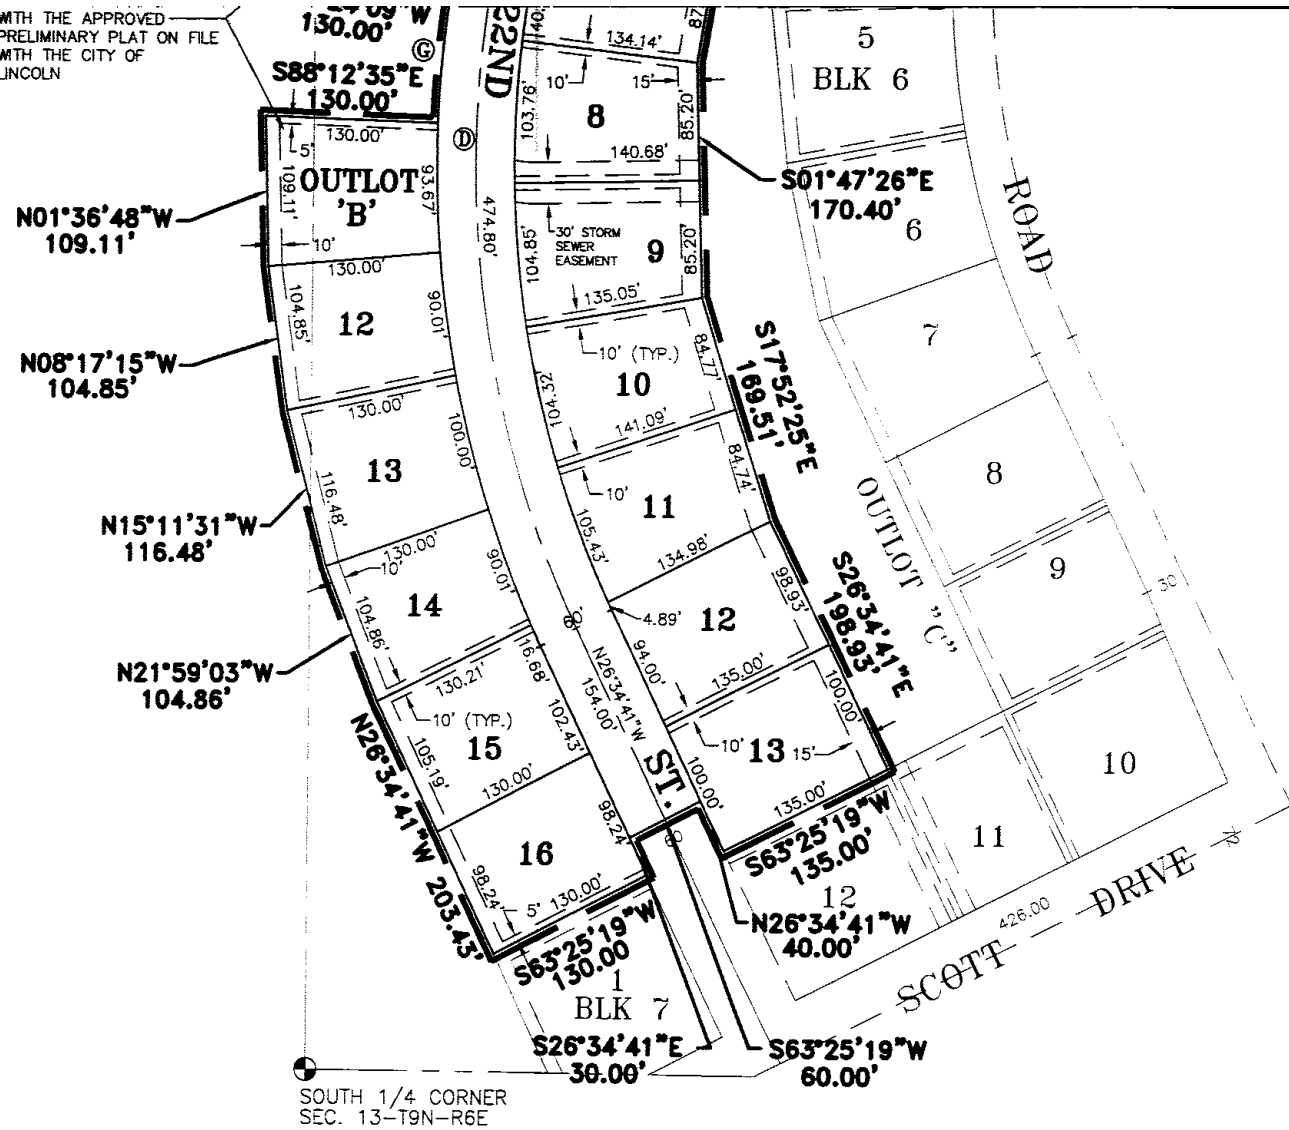 WITH THE APPROVED
PRELIMINARY PLAT ON FILE
WITH THE CITY OF
LINCOLN
130.00'
G
S88°12'35"E
130.00'
130.00'
5'
OUTLOT
'B'
109.11'
93.67'
10'
N01°36'48"W
109.11'
130.00'
D
22ND
474.80'
134.14'
10'
15'
87
8
103.76'
85.20'
140.68'
S01°47'26"E
170.40'
30' STORM
SEWER
EASEMENT
104.85'
9
85.20'
135.05'
5
BLK 6
6
ROAD
7
12
104.85'
90.01'
N08°17'15"W
104.85'
130.00'
10' (TYP.)
10
84.77'
104.32
141.09'
S17°52'25"E
169.51'
13
100.00'
116.48'
N15°11'31"W
116.48'
130.00'
10'
10'
11
84.74'
105.43'
134.98'
8
OUTLOT "C"
9
30
14
90.01'
104.86'
N21°59'03"W
104.86'
60'
4.89'
12
98.93'
94.00'
135.00'
S26°34'41"E
198.93'
130.21'
16.68'
N26°34'41"W
154.00'
10' (TYP.)
15
102.43'
105.19'
130.00'
N26°34'41"W 203.43'
10'
13
15'
100.00'
100.00'
135.00'
S63°25'19"W
135.00'
ST.
10
11
12
16
98.24'
98.24'
5'
130.00'
60'
S63°25'19"W
130.00
N26°34'41"W
40.00'
426.00
SCOTT DRIVE
72
1
BLK 7
S26°34'41"E
30.00'
S63°25'19"W
60.00'
SOUTH 1/4 CORNER
SEC. 13-T9N-R6E